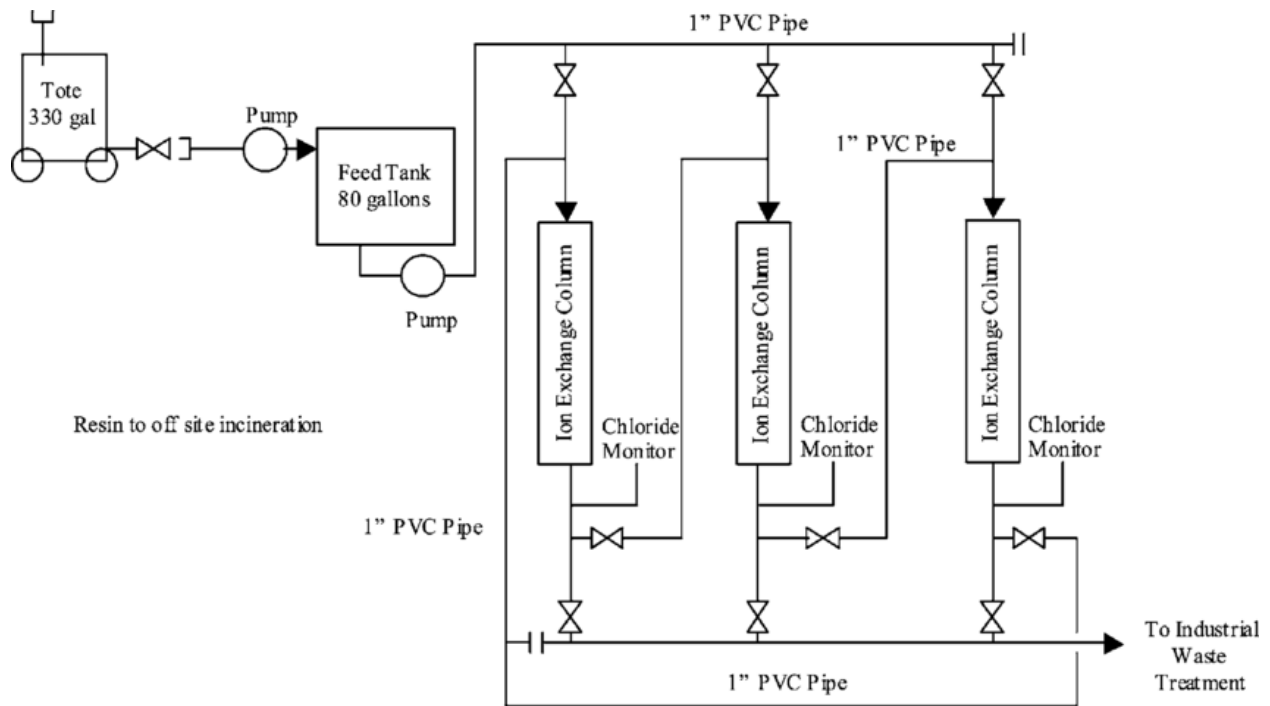 1” PVC Pipe
Tote
330 gal
Pump
Feed Tank
80 gallons
Pump
1” PVC Pipe
Ion Exchange Column
Ion Exchange Column
Ion Exchange Column
Resin to off site incineration
Chloride
Monitor
Chloride
Monitor
Chloride
Monitor
1” PVC Pipe
To Industrial
Waste
Treatment
1” PVC Pipe